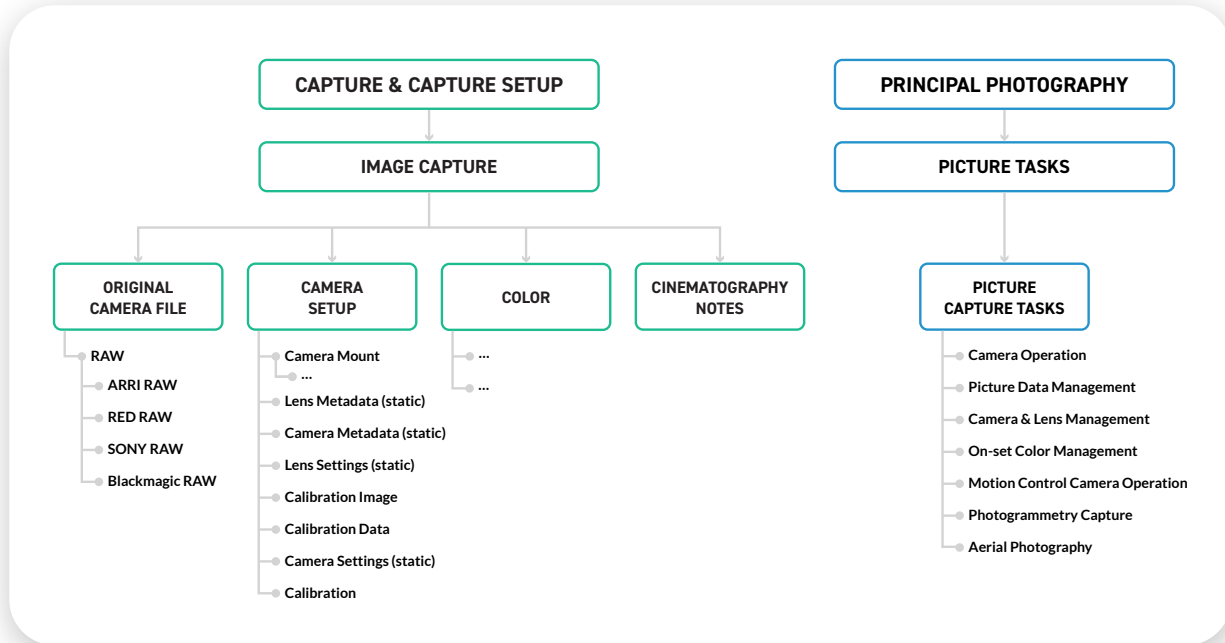 CAPTURE & CAPTURE SETUP
IMAGE CAPTURE
ORIGINAL
CAMERA FILE
RAW
ARRI RAW
RED RAW
SONY RAW
Blackmagic RAW
CAMERA
SETUP
Camera Mount
...
Lens Metadata (static)
Camera Metadata (static)
Lens Settings (static)
Calibration Image
Calibration Data
Camera Settings (static)
Calibration
COLOR
...
...
CINEMATOGRAPHY
NOTES
PRINCIPAL PHOTOGRAPHY
PICTURE TASKS
PICTURE
CAPTURE TASKS
Camera Operation
Picture Data Management
Camera & Lens Management
On-set Color Management
Motion Control Camera Operation
Photogrammetry Capture
Aerial Photography